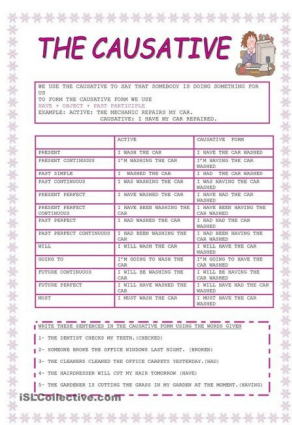 THE CAUSATIVE
WE USE THE CAUSATIVE TO SAY THAT SOMEBODY IS DOING SOMETHING FOR
US
TO FORM THE CAUSATIVE FORM WE USE
HAVE + OBJECT + PAST PARTICIPLE
EXAMPLE: ACTIVE: THE MECHANIC REPAIRS MY CAR.
CAUSATIVE: I HAVE MY CAR REPAIRED.
ACTIVE CAUSATIVE FORM
PRESENT I WASH THE CAR I HAVE THE CAR WASHED
PRESENT CONTINUOUS I'M WASHING THE CAR I'M HAVING THE CAR
WASHED
PAST SIMPLE I WASHED THE CAR I HAD THE CAR WASHED
PAST CONTINUOUS I WAS WASHING THE CAR I WAS HAVING THE CAR
WASHED
PRESENT PERFECT I HAVE WASHED THE CAR I HAVE HAD THE CAR
WASHED
PRESENT PERFECT I HAVE BEEN WASHING THE I HAVE BEEN HAVING THE
CONTINUOUS CAR CAR WASHED
PAST PERFECT I HAD WASHED THE CAR I HAD HAD THE CAR
WASHED
PAST PERFECT CONTINUOUS I HAD BEEN WASHING THE I HAD BEEN HAVING THE
CAR CAR WASHED
WILL I WILL WASH THE CAR I WILL HAVE THE CAR
WASHED
GOING TO I'M GOING TO WASH THE I'M GOING TO HAVE THE
CAR CAR WASHED
FUTURE CONTINUOUS I WILL BE WASHING THE I WILL BE HAVING THE
CAR CAR WASHED
FUTURE PERFECT I WILL HAVE WASHED THE I WILL HAVE HAD THE CAR
CAR WASHED
MUST I MUST WASH THE CAR I MUST HAVE THE CAR
WASHED
WRITE THESE SENTENCES IN THE CAUSATIVE FORM USING THE WORDS GIVEN
1- THE DENTIST CHECKS MY TEETH.(CHECKED)
2- SOMEONE BROKE THE OFFICE WINDOWS LAST NIGHT. (BROKEN)
3- THE CLEANERS CLEANED THE OFFICE CARPETS YESTERDAY.(HAD)
4- THE HAIRDRESSER WILL CUT MY HAIR TOMORROW (HAVE)
5- THE GARDENER IS CUTTING THE GRASS IN MY GARDEN AT THE MOMENT.(HAVING)
iSLCollective.com